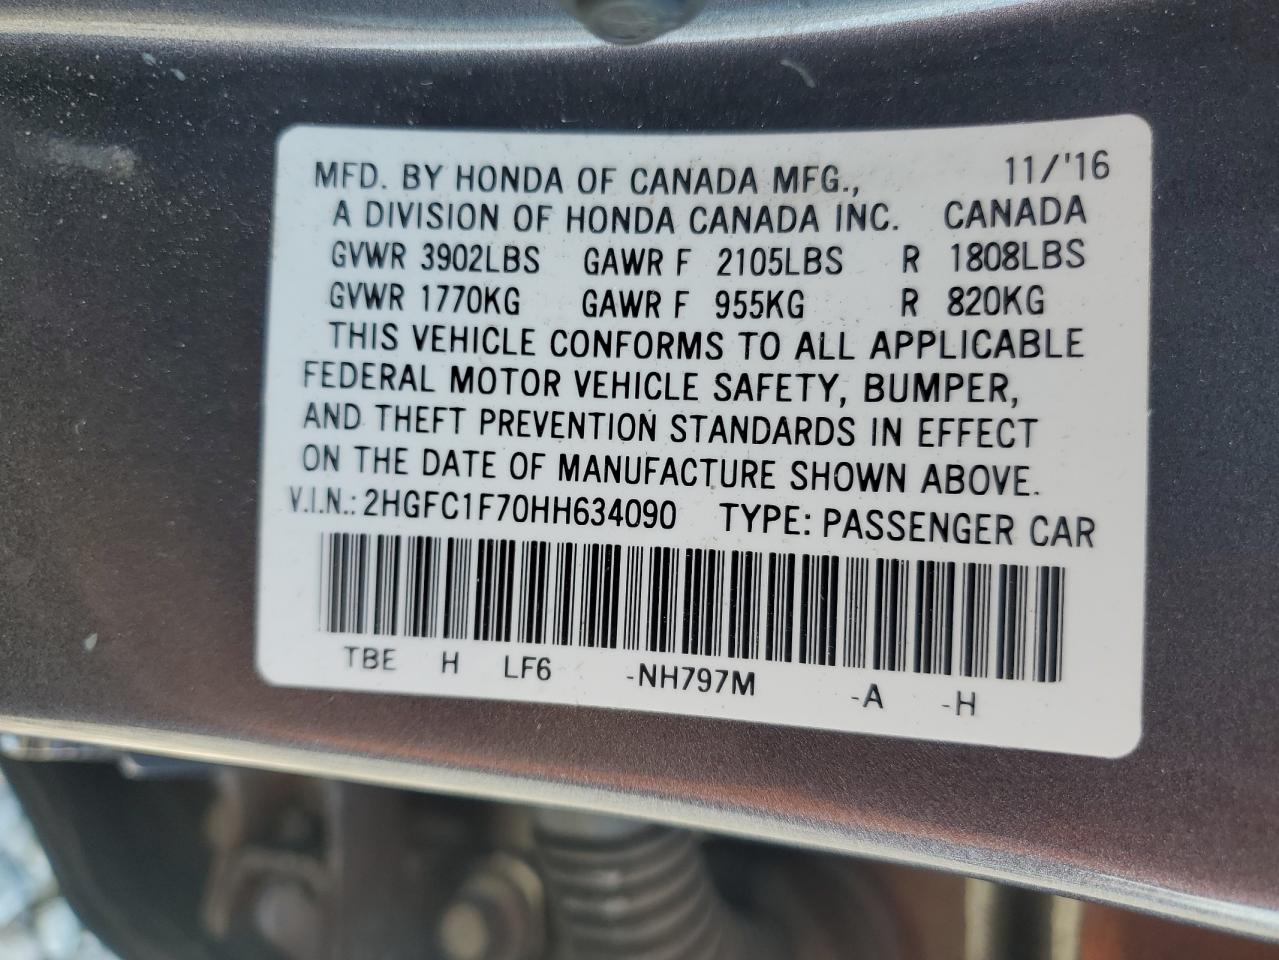 MFD. BY HONDA OF CANADA MFG., 11/'16
A DIVISION OF HONDA CANADA INC. CANADA
GVWR 3902LBS GAWR F 2105LBS R 1808LBS
GVWR 1770KG GAWR F 955KG R 820KG
THIS VEHICLE CONFORMS TO ALL APPLICABLE
FEDERAL MOTOR VEHICLE SAFETY, BUMPER,
AND THEFT PREVENTION STANDARDS IN EFFECT
ON THE DATE OF MANUFACTURE SHOWN ABOVE.
V.I.N.: 2HGFC1F70HH634090 TYPE: PASSENGER CAR
TBE H LF6 -NH797M -A -H